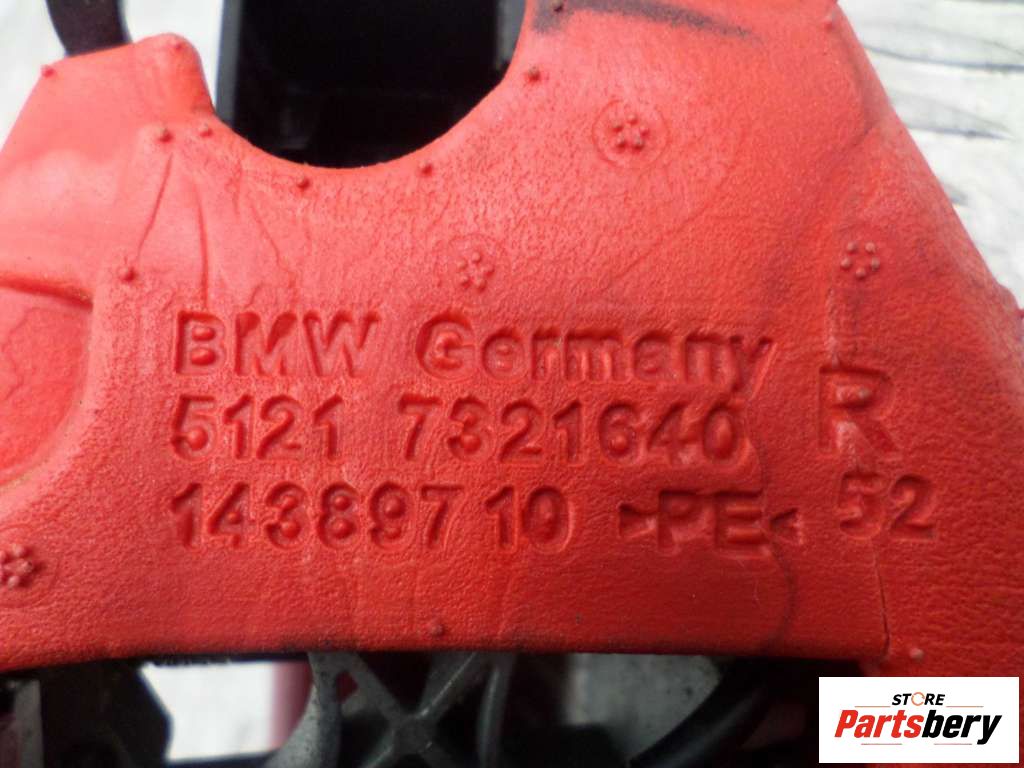 BMW Germany
5121 7321640 R
14389710 >PE< 52
STORE
Partsbery